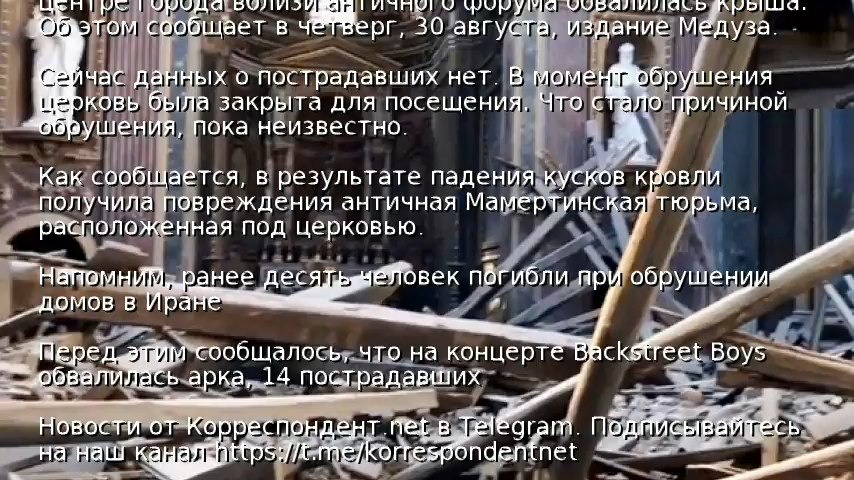 центре города вблизи античного форума обвалилась крыша.
Об этом сообщает в четверг, 30 августа, издание Медуза.
Сейчас данных о пострадавших нет. В момент обрушения
церковь была закрыта для посещения. Что стало причиной
обрушения, пока неизвестно.
Как сообщается, в результате падения кусков кровли
получила повреждения античная Мамертинская тюрьма,
расположенная под церковью.
Напомним, ранее десять человек погибли при обрушении
домов в Иране
Перед этим сообщалось, что на концерте Backstreet Boys
обвалилась арка, 14 пострадавших
Новости от Корреспондент.net в Telegram. Подписывайтесь
на наш канал https://t.me/korrespondentnet